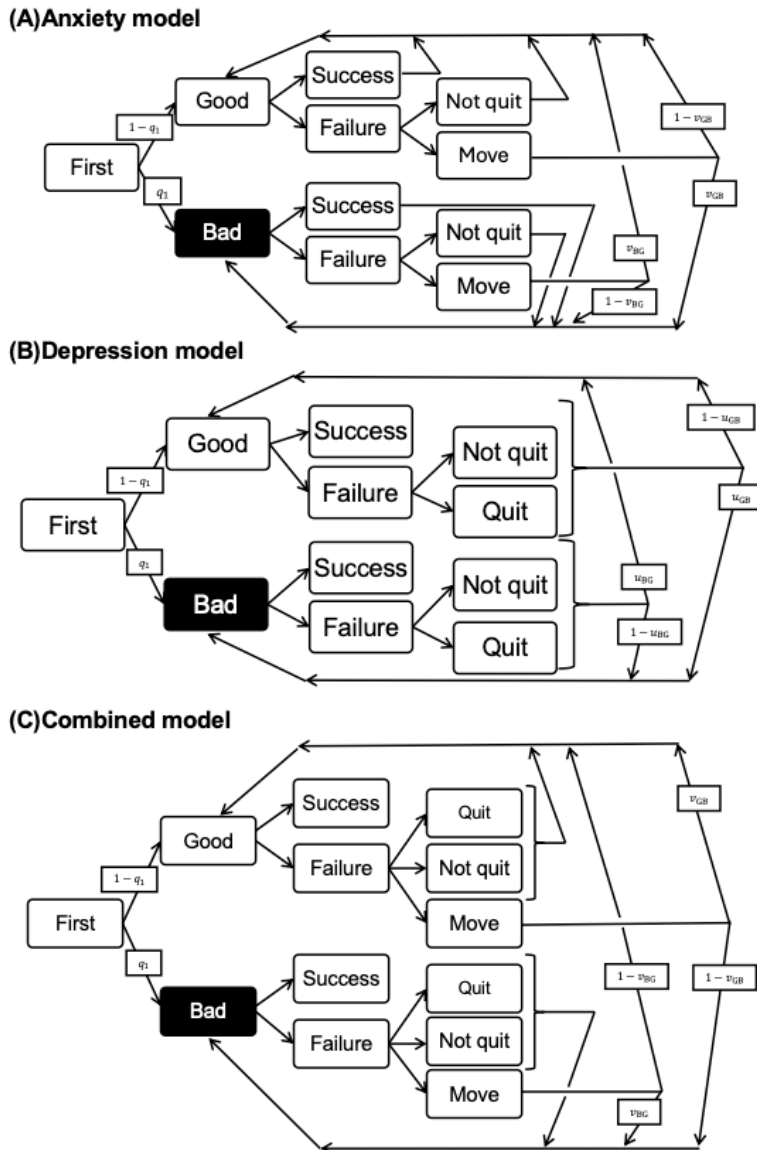 (A)Anxiety model
Success
Good
Not quit
1 − v_GB
1 − q_1
Failure
First
Move
q_1
v_GB
Success
Bad
Not quit
v_BG
Failure
Move
1 − v_BG
(B)Depression model
Success
Good
1 − u_GB
Not quit
1 − q_1
Failure
u_GB
Quit
First
Success
q_1
u_BG
Not quit
Bad
Failure
1 − u_BG
Quit
(C)Combined model
Success
v_GB
Quit
Good
Failure
Not quit
1 − q_1
First
Move
q_1
Success
1 − v_BG
1 − v_GB
Quit
Bad
Failure
Not quit
Move
v_BG